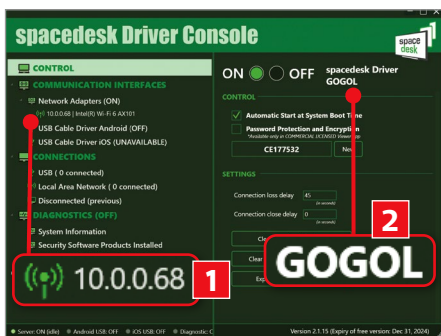 spacedesk Driver Console
space
desk
CONTROL
COMMUNICATION INTERFACES
Network Adapters (ON)
10.0.0.68 | Intel(R) Wi-Fi 6 AX101
USB Cable Driver Android (OFF)
USB Cable Driver iOS (UNAVAILABLE)
CONNECTIONS
USB ( 0 connected)
Local Area Network ( 0 connected)
Disconnected (previous)
DIAGNOSTICS (OFF)
System Information
Security Software Products Installed
10.0.0.68
1
ON
OFF
spacedesk Driver
GOGOL
CONTROL
Automatic Start at System Boot Time
Password Protection and Encryption
CE177532
SETTINGS
Connection loss delay 45
(in seconds)
Connection close delay 0
(in seconds)
2
GOGOL
Server: ON (idle) Android USB: OFF iOS USB: OFF
Version 2.1.15 (Expiry of free version: Dec 31, 2024)